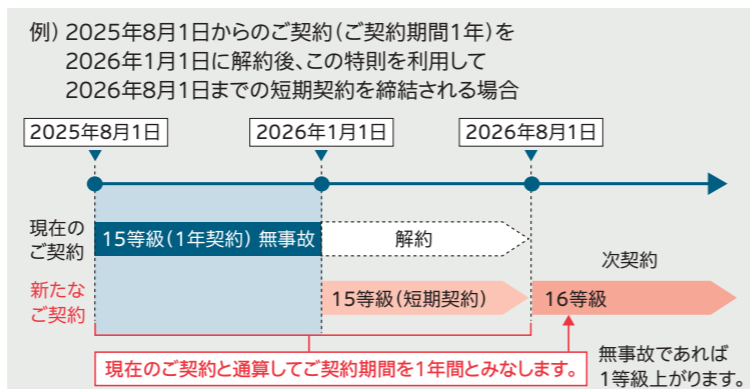 例）2025年8月1日からのご契約（ご契約期間1年）を
2026年1月1日に解約後、この特則を利用して
2026年8月1日までの短期契約を締結される場合
2025年8月1日
2026年1月1日
2026年8月1日
現在の
ご契約
15等級（1年契約）無事故
解約
新たな
ご契約
15等級（短期契約）
次契約
16等級
現在のご契約と通算してご契約期間を1年間とみなします。
無事故であれば
1等級上がります。